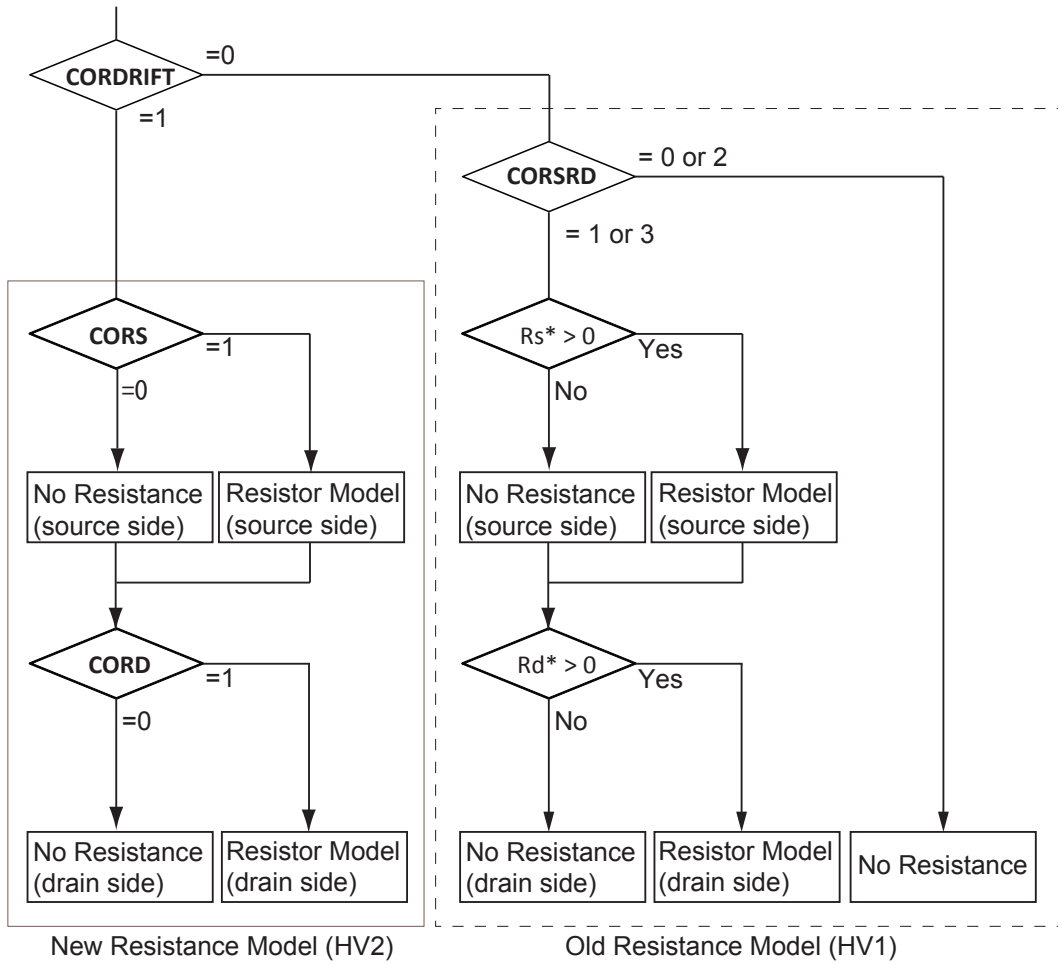 CORDRIFT
=0
=1
CORSRD
= 0 or 2
= 1 or 3
CORS
=1
=0
Rs* > 0
Yes
No
No Resistance
(source side)
Resistor Model
(source side)
No Resistance
(source side)
Resistor Model
(source side)
CORD
=1
=0
Rd* > 0
Yes
No
No Resistance
(drain side)
Resistor Model
(drain side)
No Resistance
(drain side)
Resistor Model
(drain side)
No Resistance
New Resistance Model (HV2)
Old Resistance Model (HV1)